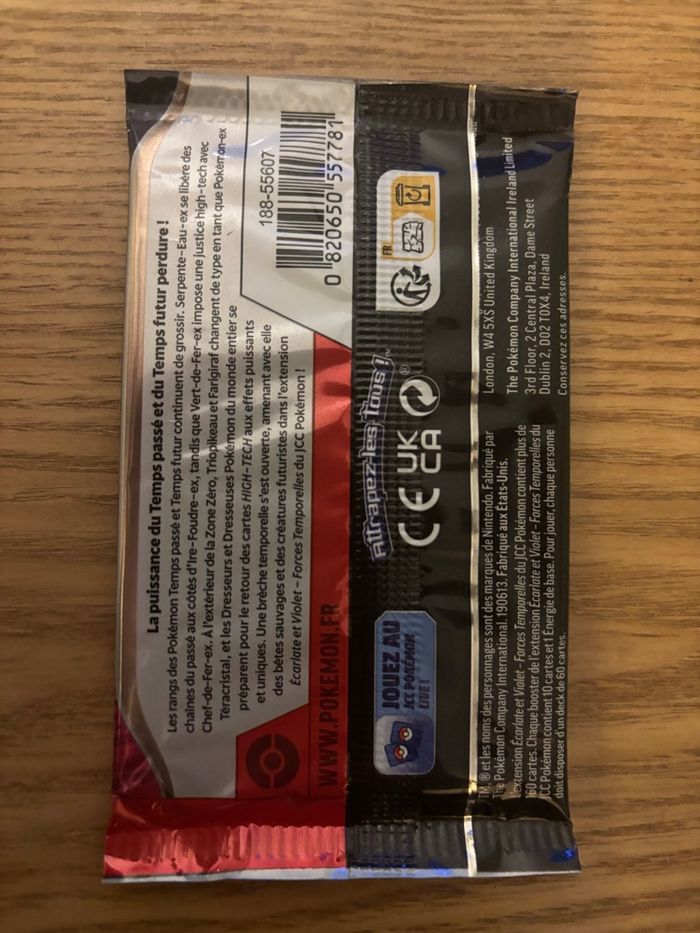 La puissance du Temps passé et du Temps futur perdure !
Les rangs des Pokémon Temps passé et Temps futur continuent de grossir. Serpente-Eau-ex se libère des
chaînes du passé aux côtés d'Ire-Foudre-ex, tandis que Vert-de-Fer-ex impose une justice high-tech avec
Chef-de-Fer-ex. À l'extérieur de la Zone Zéro, Triopikeau et Farigiraf changent de type en tant que Pokémon-ex
Téracristal, et les Dresseurs et Dresseuses Pokémon du monde entier se
préparent pour le retour des cartes HIGH-TECH aux effets puissants
et uniques. Une brèche temporelle s'est ouverte, amenant avec elle
des bêtes sauvages et des créatures futuristes dans l'extension
Écarlate et Violet – Forces Temporelles du JCC Pokémon !
188-55607
0 820650 557781
WWW.POKEMON.FR
Attrapez-les Tous !™
FR
JOUEZ AU
JCC POKÉMON
LIVE !
CE UK
CA
®
TM, ® et les noms des personnages sont des marques de Nintendo. Fabriqué par
The Pokémon Company International. 190613. Fabriqué aux États-Unis.
L'extension Écarlate et Violet – Forces Temporelles du JCC Pokémon contient plus de
160 cartes. Chaque booster de l'extension Écarlate et Violet – Forces Temporelles du
JCC Pokémon contient 10 cartes et 1 Énergie de base. Pour jouer, chaque personne
doit disposer d'un deck de 60 cartes.
London, W4 5XS United Kingdom
The Pokémon Company International Ireland Limited
3rd Floor, 2 Central Plaza, Dame Street
Dublin 2, D02 T0X4, Ireland
Conservez ces adresses.